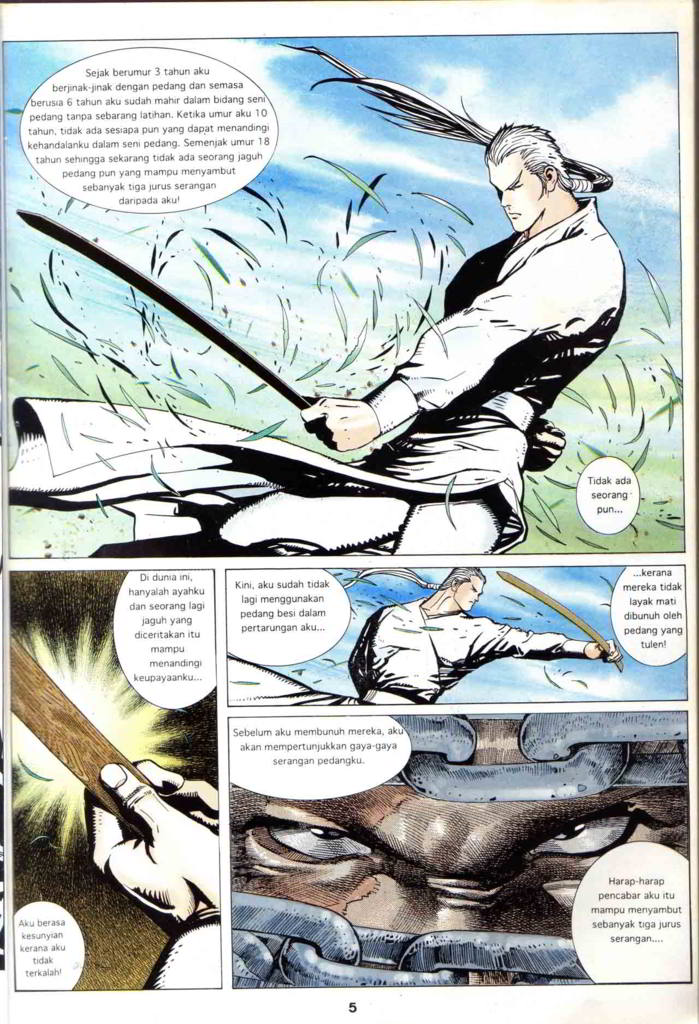 Sejak berumur 3 tahun aku
berjinak-jinak dengan pedang dan semasa
berusia 6 tahun aku sudah mahir dalam bidang seni
pedang tanpa sebarang latihan. Ketika umur aku 10
tahun, tidak ada sesiapa pun yang dapat menandingi
kehandalanku dalam seni pedang. Semenjak umur 18
tahun sehingga sekarang tidak ada seorang jaguh
pedang pun yang mampu menyambut
sebanyak tiga jurus serangan
daripada aku!
Tidak ada
seorang
pun...
Di dunia ini,
hanyalah ayahku
dan seorang lagi
jaguh yang
diceritakan itu
mampu
menandingi
keupayaanku...
Aku berasa
kesunyian
kerana aku
tidak
terkalah!
Kini, aku sudah tidak
lagi menggunakan
pedang besi dalam
pertarungan aku...
...kerana
mereka tidak
layak mati
dibunuh oleh
pedang yang
tulen!
Sebelum aku membunuh mereka, aku
akan mempertunjukkan gaya-gaya
serangan pedangku.
Harap-harap
pencabar aku itu
mampu menyambut
sebanyak tiga jurus
serangan....
5